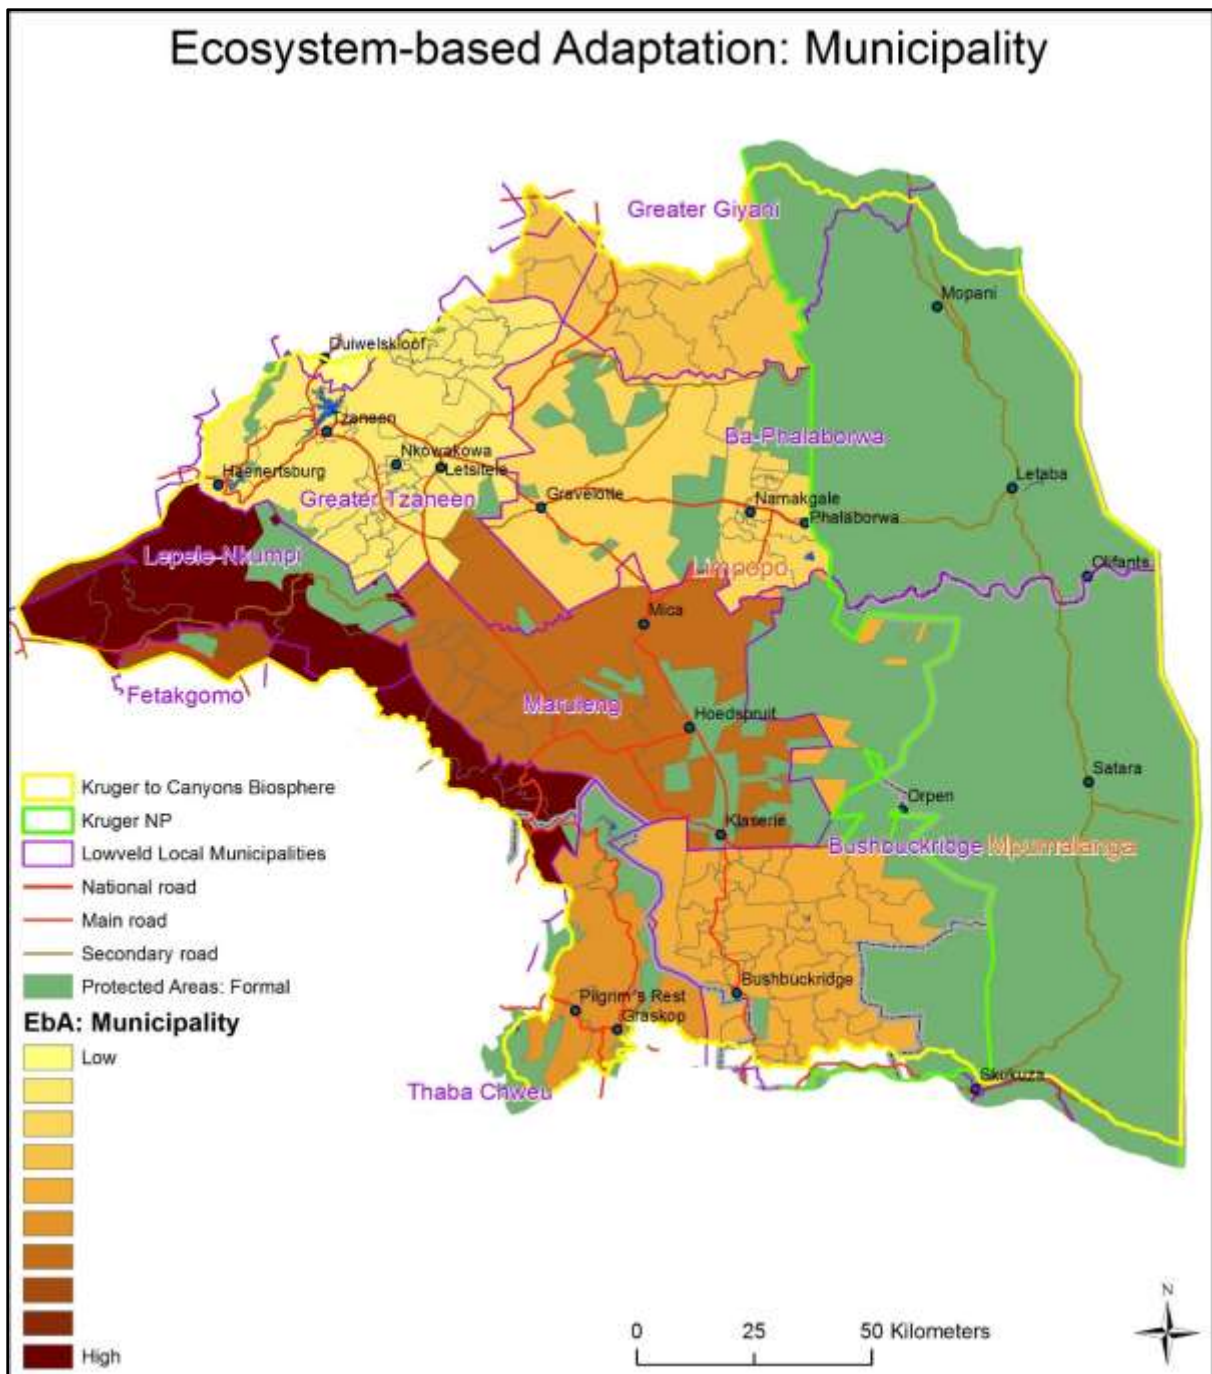 Ecosystem-based Adaptation: Municipality
Greater Giyani
Mopani
Duiwelskloof
Tzaneen
Ba-Phalaborwa
Nkowakowa
Letsitele
Haenertsburg
Letaba
Greater Tzaneen
Gravelotte
Namakgale
Phalaborwa
Lepele-Nkumpi
Limpopo
Olifants
Mica
Fetakgomo
Maruleng
Hoedspruit
Satara
Orpen
Klaserie
Bushbuckridge Mpumalanga
Bushbuckridge
Pilgrim's Rest
Graskop
Skukuza
Thaba Chweu
Kruger to Canyons Biosphere
Kruger NP
Lowveld Local Municipalities
National road
Main road
Secondary road
Protected Areas: Formal
EbA: Municipality
Low
High
N
0 25 50 Kilometers